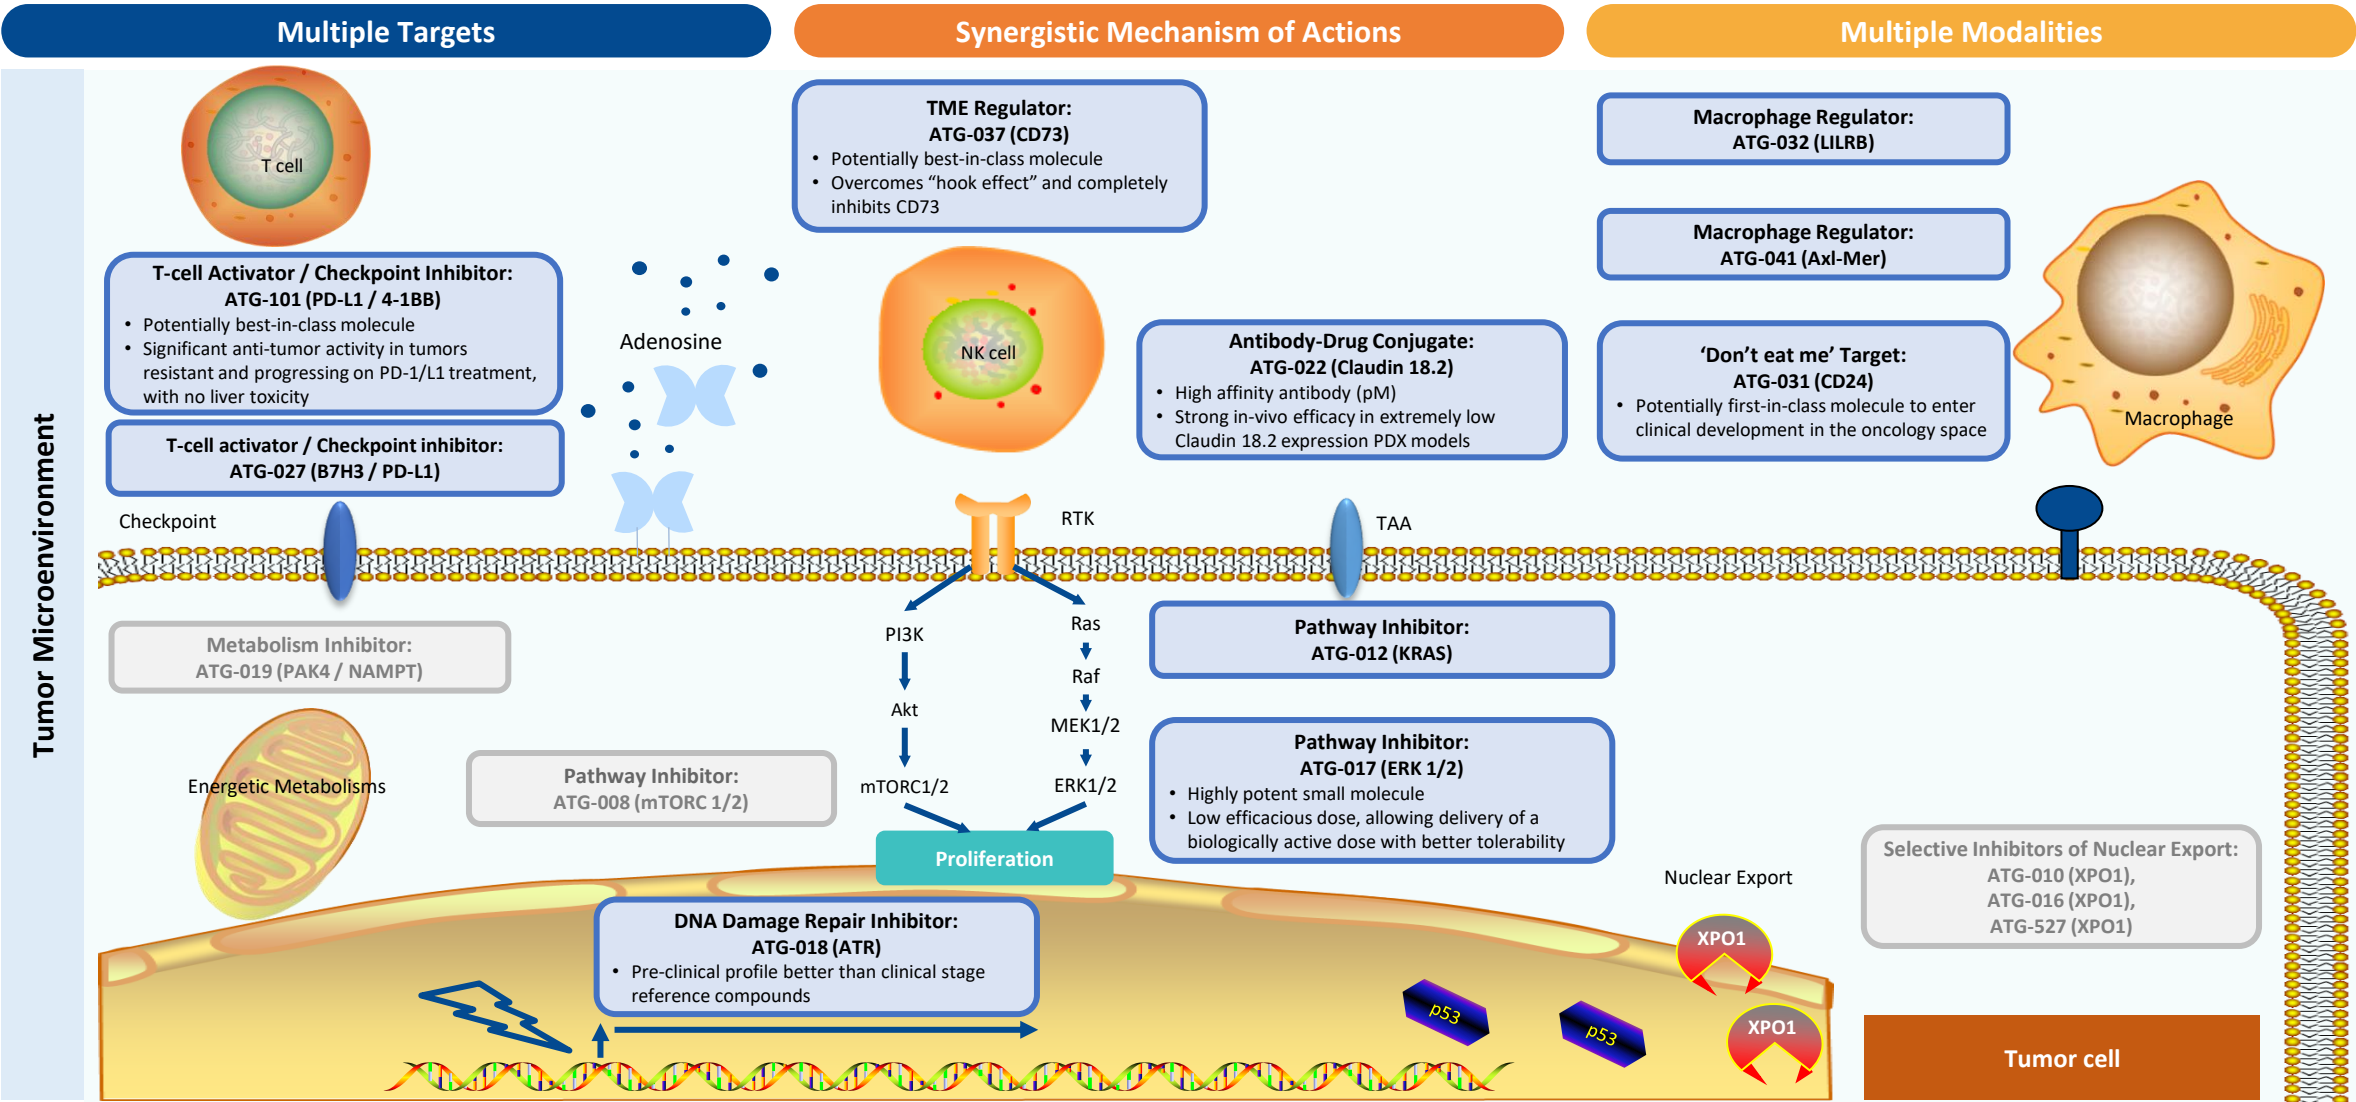 Multiple Targets
Synergistic Mechanism of Actions
Multiple Modalities
Tumor Microenvironment
T cell
T-cell Activator / Checkpoint Inhibitor:
ATG-101 (PD-L1 / 4-1BB)
• Potentially best-in-class molecule
• Significant anti-tumor activity in tumors
resistant and progressing on PD-1/L1 treatment,
with no liver toxicity
T-cell activator / Checkpoint inhibitor:
ATG-027 (B7H3 / PD-L1)
Checkpoint
Adenosine
TME Regulator:
ATG-037 (CD73)
• Potentially best-in-class molecule
• Overcomes “hook effect” and completely
inhibits CD73
NK cell
RTK
Antibody-Drug Conjugate:
ATG-022 (Claudin 18.2)
• High affinity antibody (pM)
• Strong in-vivo efficacy in extremely low
Claudin 18.2 expression PDX models
TAA
Macrophage Regulator:
ATG-032 (LILRB)
Macrophage Regulator:
ATG-041 (Axl-Mer)
‘Don’t eat me’ Target:
ATG-031 (CD24)
• Potentially first-in-class molecule to enter
clinical development in the oncology space
Macrophage
Metabolism Inhibitor:
ATG-019 (PAK4 / NAMPT)
Energetic Metabolisms
Pathway Inhibitor:
ATG-008 (mTORC 1/2)
PI3K
Akt
mTORC1/2
Ras
Raf
MEK1/2
ERK1/2
Proliferation
Pathway Inhibitor:
ATG-012 (KRAS)
Pathway Inhibitor:
ATG-017 (ERK 1/2)
• Highly potent small molecule
• Low efficacious dose, allowing delivery of a
biologically active dose with better tolerability
DNA Damage Repair Inhibitor:
ATG-018 (ATR)
• Pre-clinical profile better than clinical stage
reference compounds
Nuclear Export
XPO1
XPO1
p53
p53
Selective Inhibitors of Nuclear Export:
ATG-010 (XPO1),
ATG-016 (XPO1),
ATG-527 (XPO1)
Tumor cell